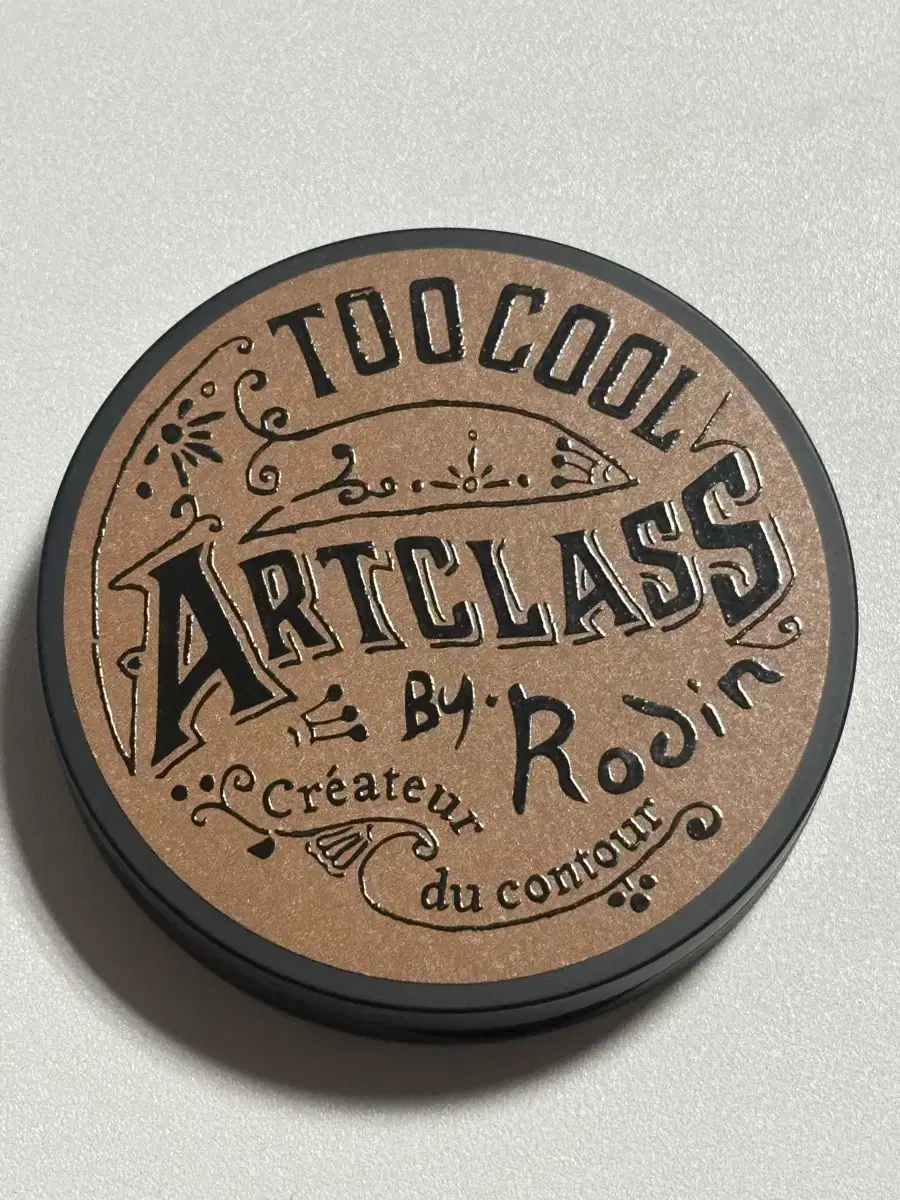 TOO COOL
ARTCLASS
By. Rodin
Créateur
du contour